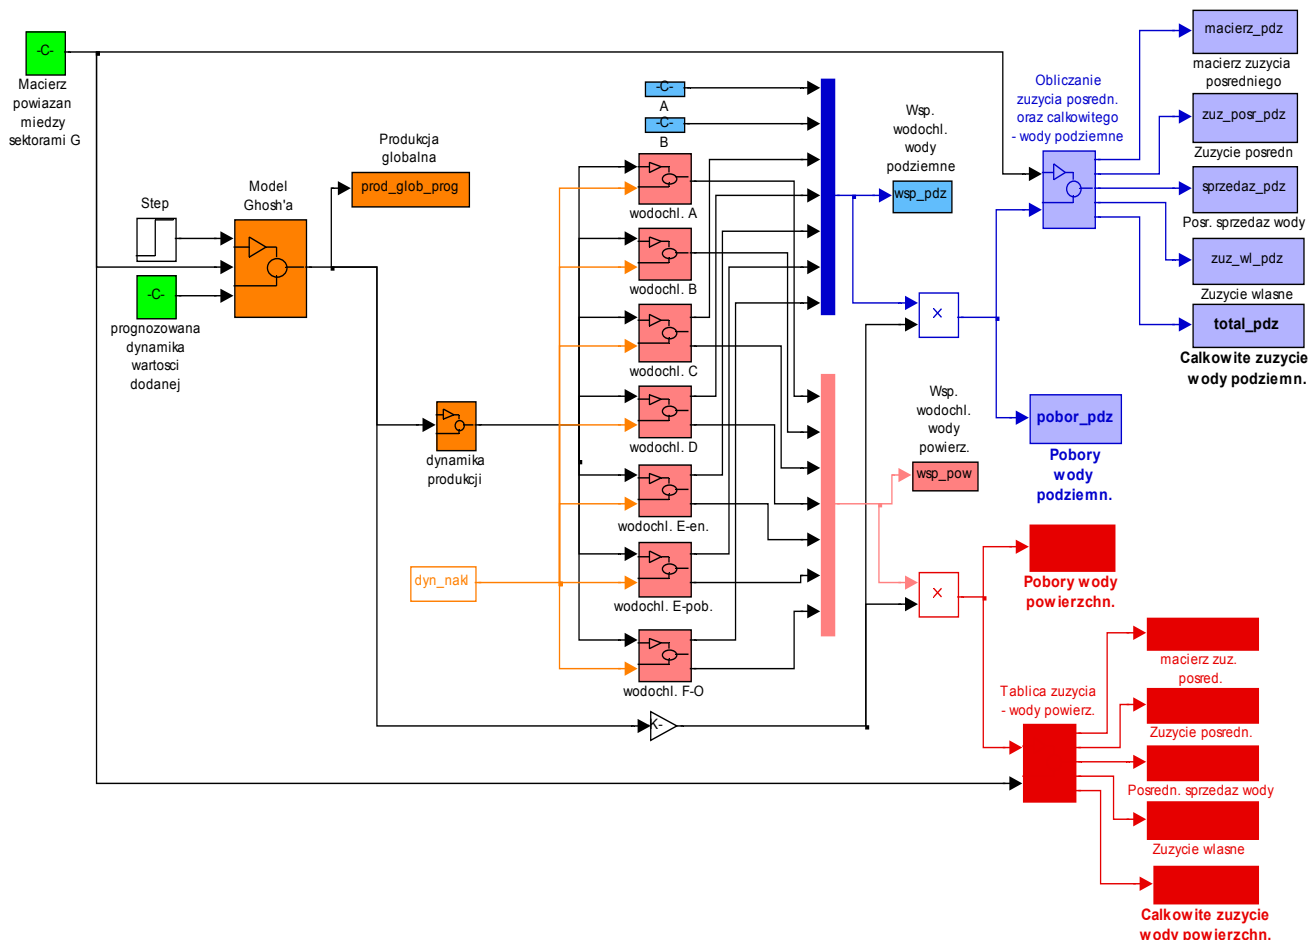 -C-
Macierz
powiazan
miedzy
sektorami G
Step
-C-
prognozowana
dynamika
wartosci
dodanej
Model
Ghosh'a
Produkcja
globalna
prod_glob_prog
dynamika
produkcji
dyn_nakl
-C-
A
-C-
B
wodochl. A
wodochl. B
wodochl. C
wodochl. D
wodochl. E-en.
wodochl. E-pob.
wodochl. F-O
K-
Wsp.
wodochl.
wody
podziemne
wsp_pdz
×
Wsp.
wodochl.
wody
powierz.
wsp_pow
×
Obliczanie
zuzycia posredn.
oraz calkowitego
- wody podziemne
macierz_pdz
macierz zuzycia
posredniego
zuz_posr_pdz
Zuzycie posredn
sprzedaz_pdz
Posr. sprzedaz wody
zuz_wl_pdz
Zuzycie wlasne
total_pdz
Calkowite zuzycie
wody podziemn.
pobor_pdz
Pobory
wody
podziemn.
Pobory wody
powierzchn.
Tablica zuzycia
- wody powierz.
macierz zuz.
posred.
Zuzycie posredn.
Posredn. sprzedaz wody
Zuzycie wlasne
Calkowite zuzycie
wody powierzchn.